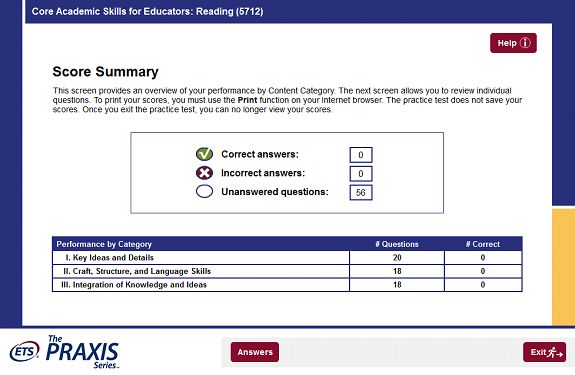 Core Academic Skills for Educators: Reading (5712)
Help i
Score Summary
This screen provides an overview of your performance by Content Category. The next screen allows you to review individual
questions. To print your scores, you must use the Print function on your Internet browser. The practice test does not save your
scores. Once you exit the practice test, you can no longer view your scores.
Correct answers: 0
Incorrect answers: 0
Unanswered questions: 56
Performance by Category # Questions # Correct
I. Key Ideas and Details 20 0
II. Craft, Structure, and Language Skills 18 0
III. Integration of Knowledge and Ideas 18 0
ETS
The
PRAXIS
Series™
Answers
Exit